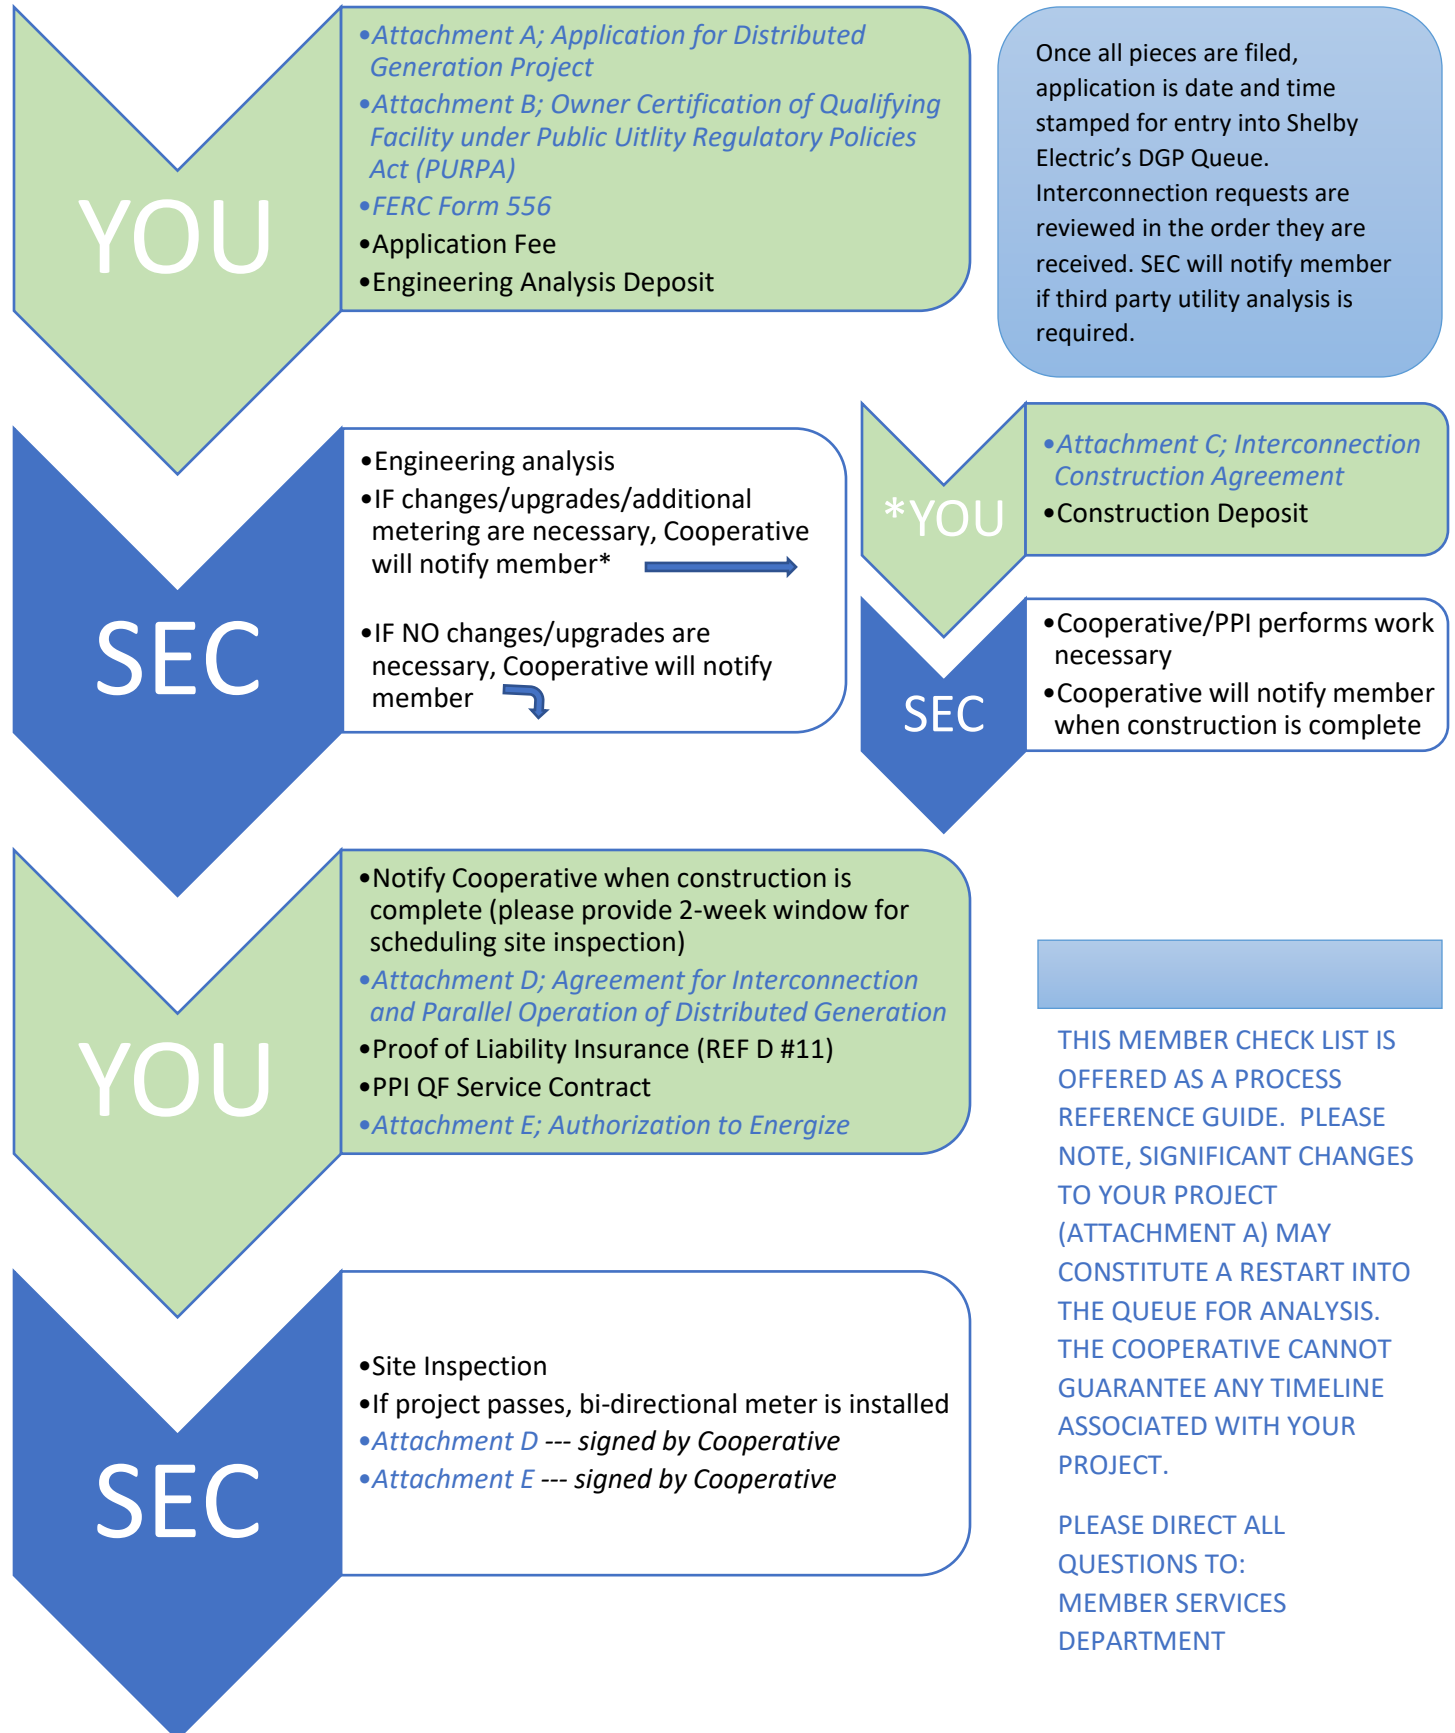 YOU
•Attachment A; Application for Distributed
Generation Project
•Attachment B; Owner Certification of Qualifying
Facility under Public Uitlity Regulatory Policies
Act (PURPA)
•FERC Form 556
•Application Fee
•Engineering Analysis Deposit
Once all pieces are filed,
application is date and time
stamped for entry into Shelby
Electric’s DGP Queue.
Interconnection requests are
reviewed in the order they are
received. SEC will notify member
if third party utility analysis is
required.
SEC
•Engineering analysis
•IF changes/upgrades/additional
metering are necessary, Cooperative
will notify member*
•IF NO changes/upgrades are
necessary, Cooperative will notify
member
*YOU
•Attachment C; Interconnection
Construction Agreement
•Construction Deposit
SEC
•Cooperative/PPI performs work
necessary
•Cooperative will notify member
when construction is complete
YOU
•Notify Cooperative when construction is
complete (please provide 2-week window for
scheduling site inspection)
•Attachment D; Agreement for Interconnection
and Parallel Operation of Distributed Generation
•Proof of Liability Insurance (REF D #11)
•PPI QF Service Contract
•Attachment E; Authorization to Energize
SEC
•Site Inspection
•If project passes, bi-directional meter is installed
•Attachment D --- signed by Cooperative
•Attachment E --- signed by Cooperative
THIS MEMBER CHECK LIST IS
OFFERED AS A PROCESS
REFERENCE GUIDE.  PLEASE
NOTE, SIGNIFICANT CHANGES
TO YOUR PROJECT
(ATTACHMENT A) MAY
CONSTITUTE A RESTART INTO
THE QUEUE FOR ANALYSIS.
THE COOPERATIVE CANNOT
GUARANTEE ANY TIMELINE
ASSOCIATED WITH YOUR
PROJECT.
PLEASE DIRECT ALL
QUESTIONS TO:
MEMBER SERVICES
DEPARTMENT